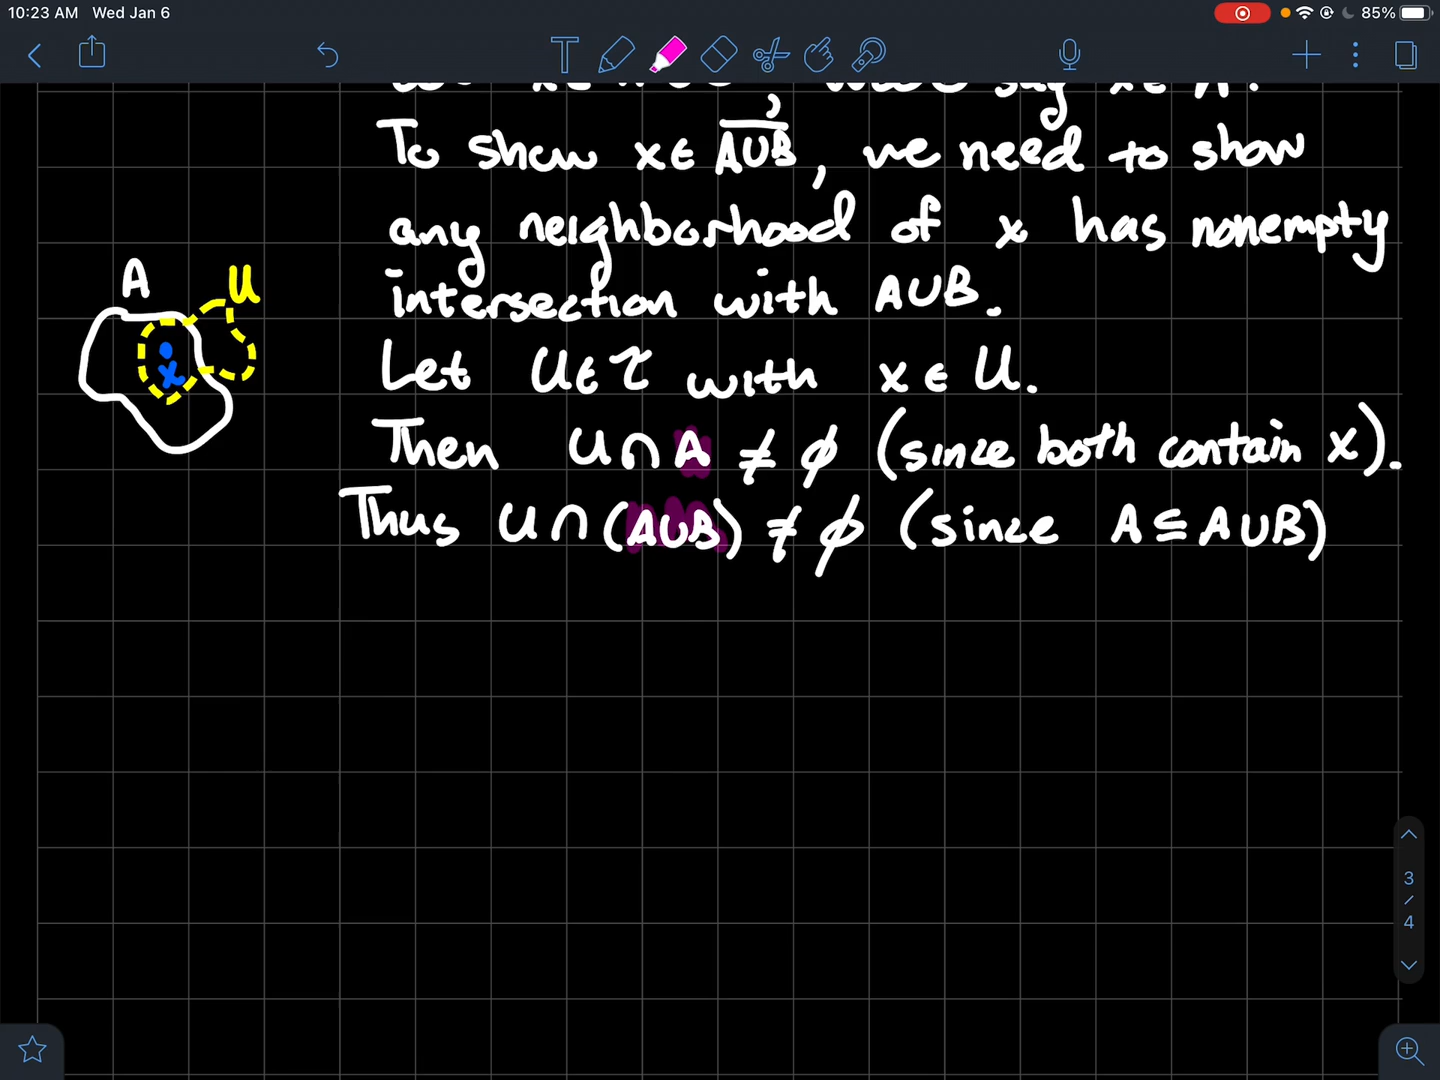 10:23 AM Wed Jan 6
85%
To show x ∈ \overline{A∪B}, we need to show
any neighborhood of x has nonempty
intersection with A∪B.
Let U ∈ τ with x ∈ U.
Then U∩A ≠ ∅ (since both contain x).
Thus U∩(A∪B) ≠ ∅ (since A ⊆ A∪B)
A
U
x
3
/
4